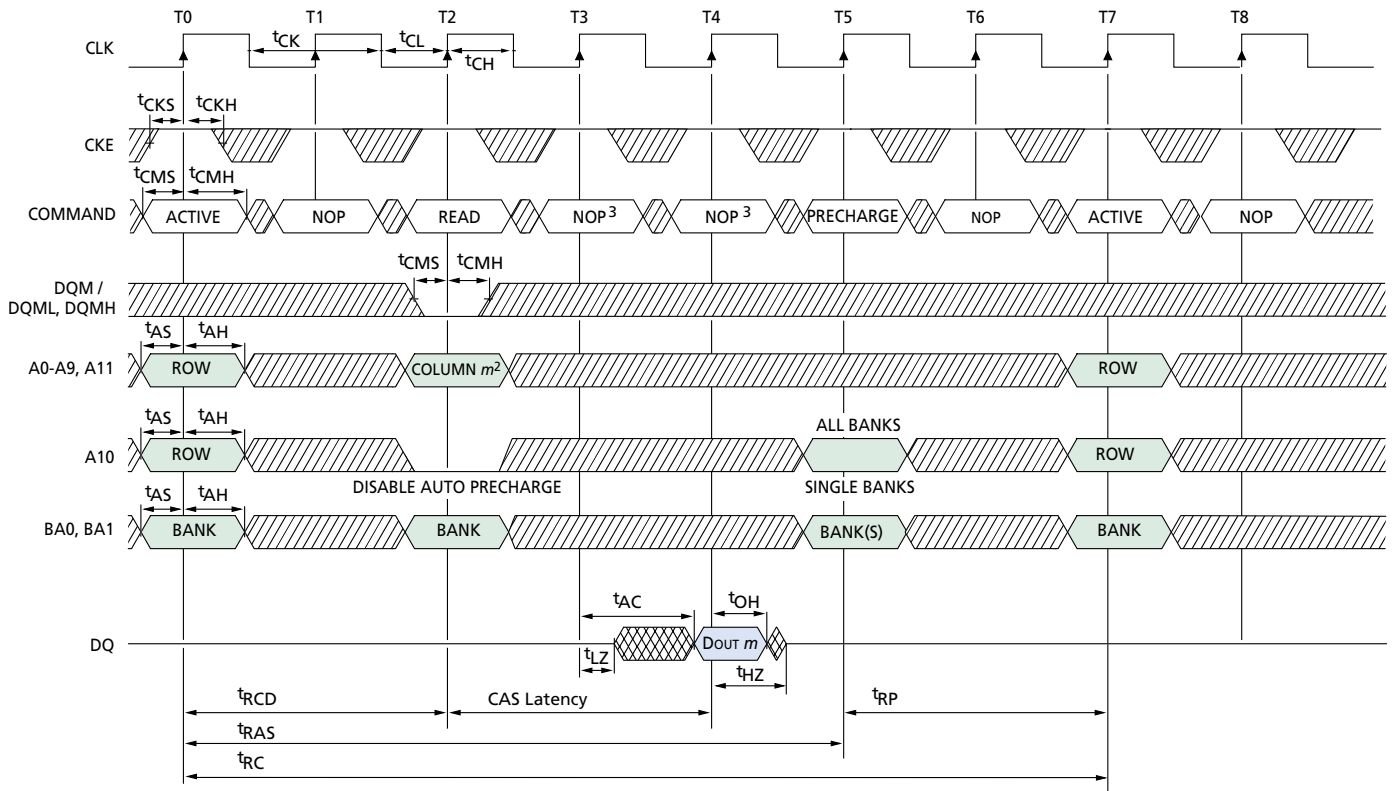 T0 T1 T2 T3 T4 T5 T6 T7 T8
CLK
tCK tCL
tCH
tCKS tCKH
CKE
tCMS tCMH
COMMAND ACTIVE NOP READ NOP3 NOP3 PRECHARGE NOP ACTIVE NOP
tCMS tCMH
DQM /
DQML, DQMH
tAS tAH
A0-A9, A11 ROW COLUMN m2 ROW
tAS tAH ALL BANKS
A10 ROW ROW
DISABLE AUTO PRECHARGE SINGLE BANKS
tAS tAH
BA0, BA1 BANK BANK BANK(S) BANK
tAC tOH
DQ DOUT m
tLZ tHZ
tRCD CAS Latency tRP
tRAS
tRC